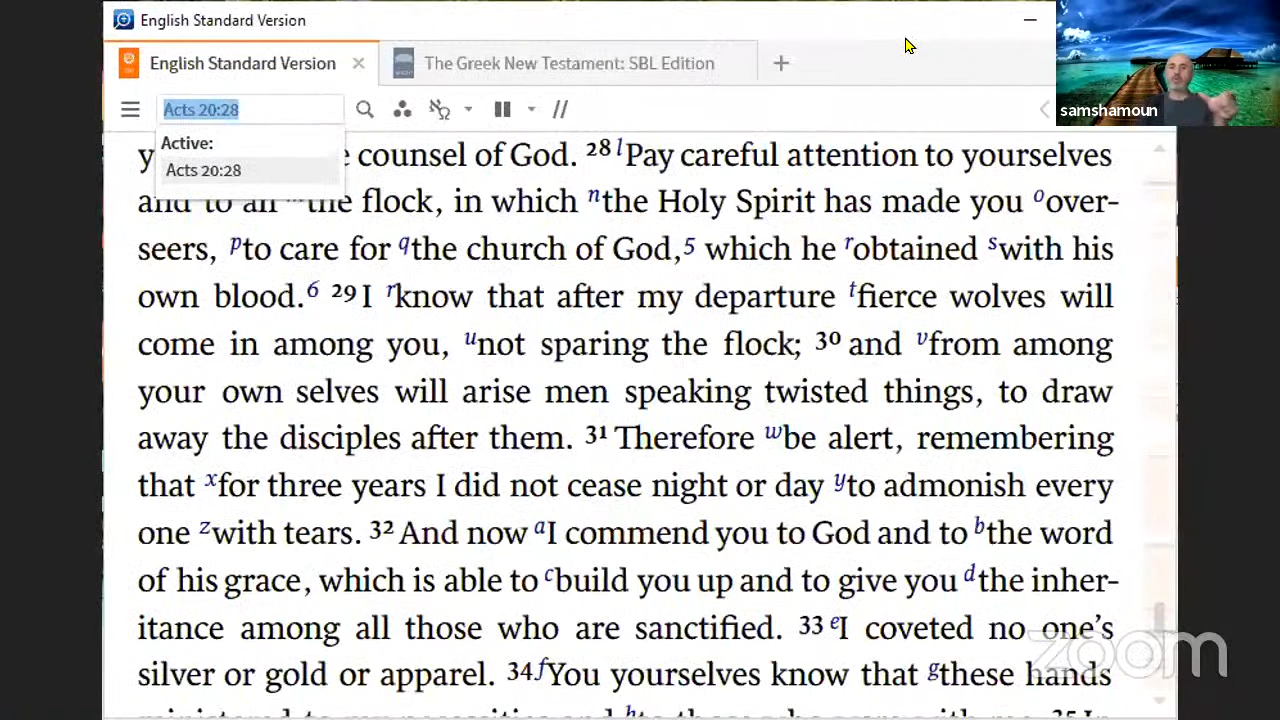 English Standard Version
English Standard Version
The Greek New Testament: SBL Edition
samshamoun
Acts 20:28
Active:
Acts 20:28
counsel of God. 28 l Pay careful attention to yourselves
and to all the flock, in which n the Holy Spirit has made you o over-
seers, p to care for q the church of God,5 which he r obtained s with his
own blood.6 29 I r know that after my departure t fierce wolves will
come in among you, u not sparing the flock; 30 and v from among
your own selves will arise men speaking twisted things, to draw
away the disciples after them. 31 Therefore w be alert, remembering
that x for three years I did not cease night or day y to admonish every
one z with tears. 32 And now a I commend you to God and to b the word
of his grace, which is able to c build you up and to give you d the inher-
itance among all those who are sanctified. 33 e I coveted no one's
silver or gold or apparel. 34 f You yourselves know that g these hands
zoom